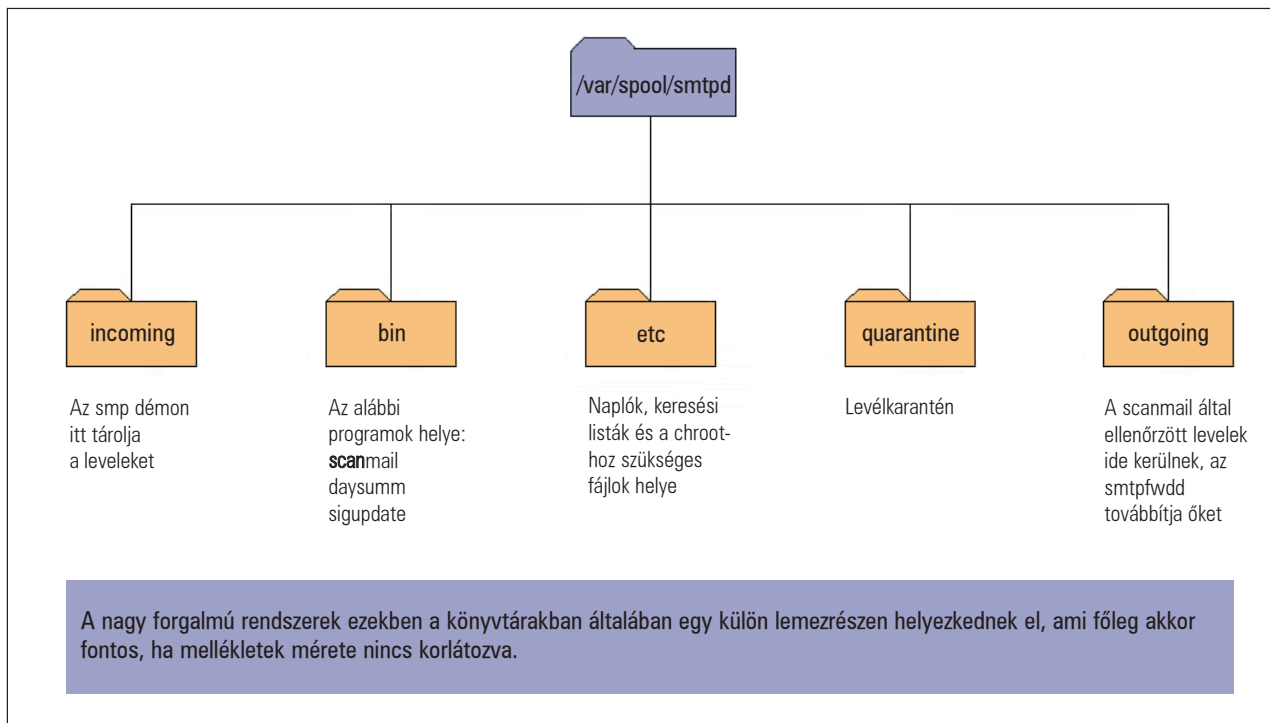 /var/spool/smtpd
incoming
bin
etc
quarantine
outgoing
Az smp démon
itt tárolja
a leveleket
Az alábbi
programok helye:
scanmail
daysumm
sigupdate
Naplók, keresési
listák és a chroot-
hoz szükséges
fájlok helye
Levélkarantén
A scanmail által
ellenőrzött levelek
ide kerülnek, az
smtpfwdd
továbbítja őket
A nagy forgalmú rendszerek ezekben a könyvtárakban általában egy külön lemezrészen helyezkednek el, ami főleg akkor
fontos, ha mellékletek mérete nincs korlátozva.